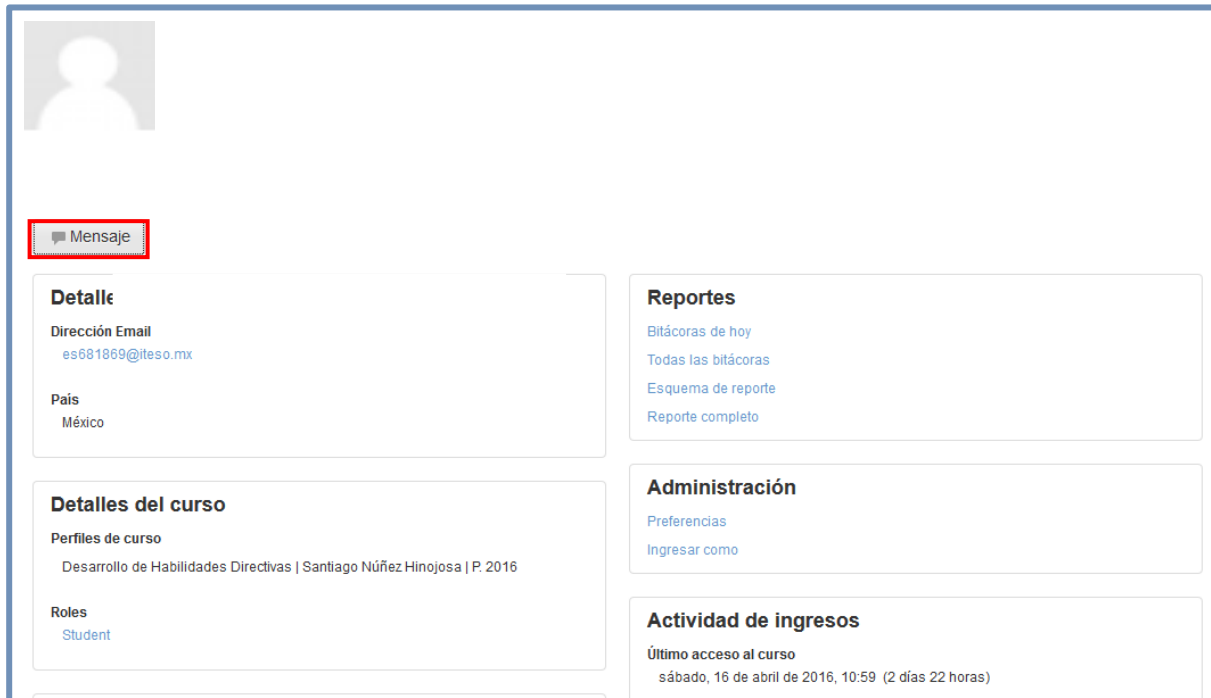 Mensaje
Detalle
Dirección Email
es681869@iteso.mx
País
México
Detalles del curso
Perfiles de curso
Desarrollo de Habilidades Directivas | Santiago Núñez Hinojosa | P. 2016
Roles
Student
Reportes
Bitácoras de hoy
Todas las bitácoras
Esquema de reporte
Reporte completo
Administración
Preferencias
Ingresar como
Actividad de ingresos
Último acceso al curso
sábado, 16 de abril de 2016, 10:59 (2 días 22 horas)